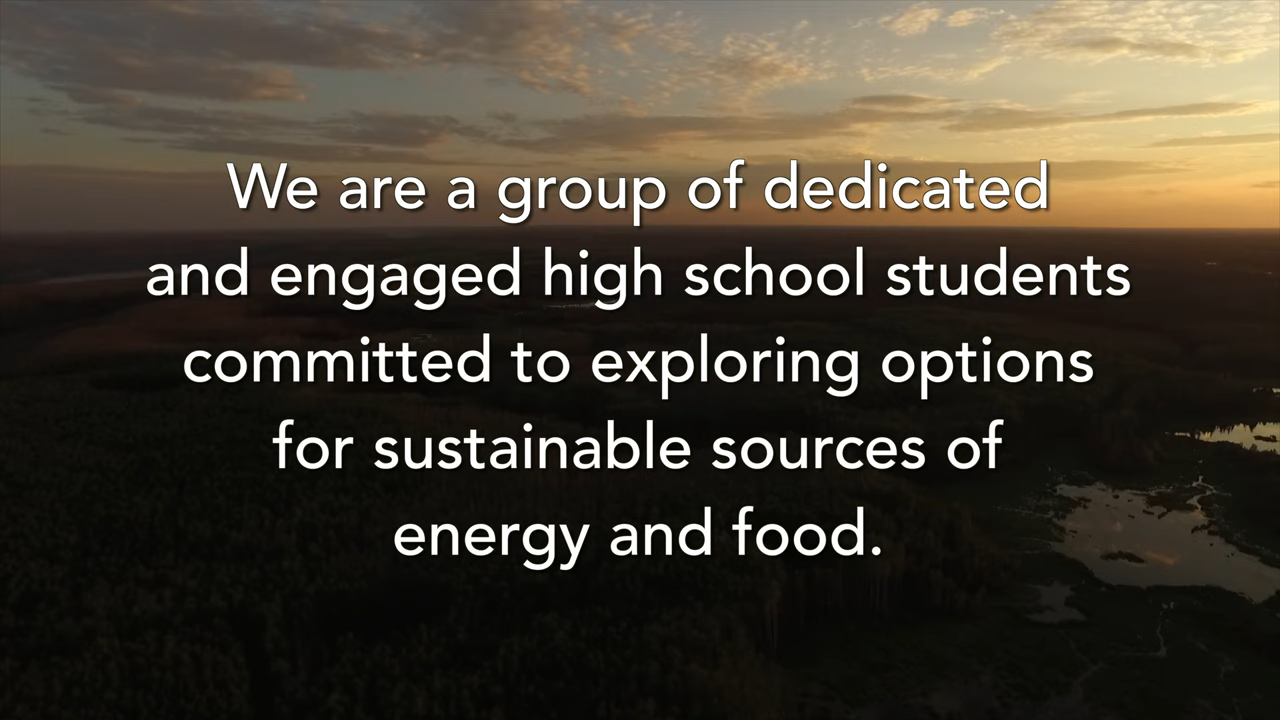 We are a group of dedicated
and engaged high school students
committed to exploring options
for sustainable sources of
energy and food.